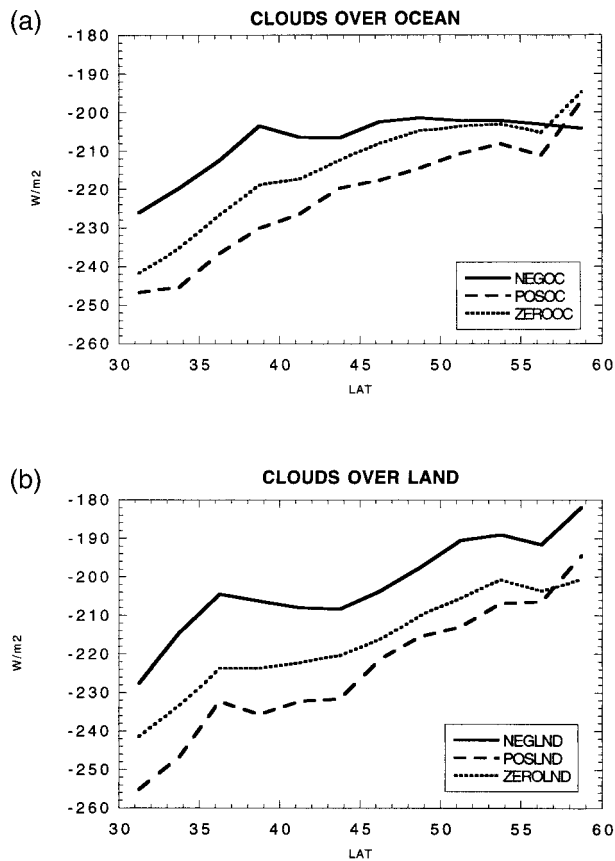 (a)
CLOUDS OVER OCEAN
-180
-190
-200
-210
-220
-230
-240
-250
-260
W/m2
NEGOC
POSOC
ZEROOC
30 35 40 45 50 55 60
LAT
(b)
CLOUDS OVER LAND
-180
-190
-200
-210
-220
-230
-240
-250
-260
W/m2
NEGLND
POSLND
ZEROLND
30 35 40 45 50 55 60
LAT